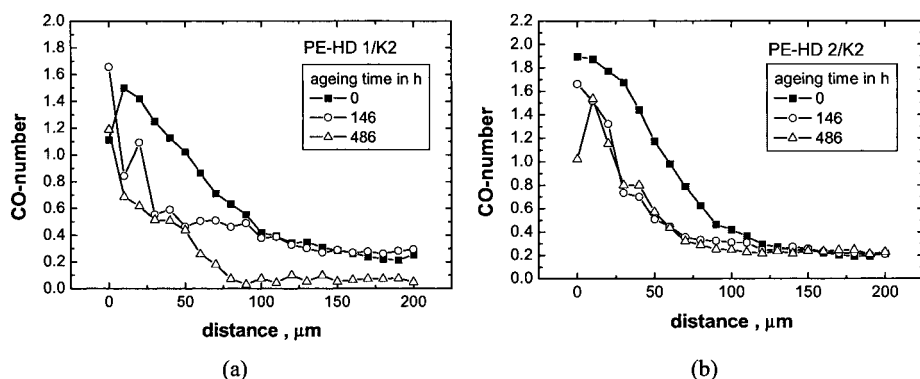 2.0
1.8
1.6
1.4
1.2
1.0
0.8
0.6
0.4
0.2
0.0
CO-number
PE-HD 1/K2
ageing time in h
0
146
486
0 50 100 150 200
distance , μm
(a)
2.2
2.0
1.8
1.6
1.4
1.2
1.0
0.8
0.6
0.4
0.2
0.0
CO-number
PE-HD 2/K2
ageing time in h
0
146
486
0 50 100 150 200
distance , μm
(b)